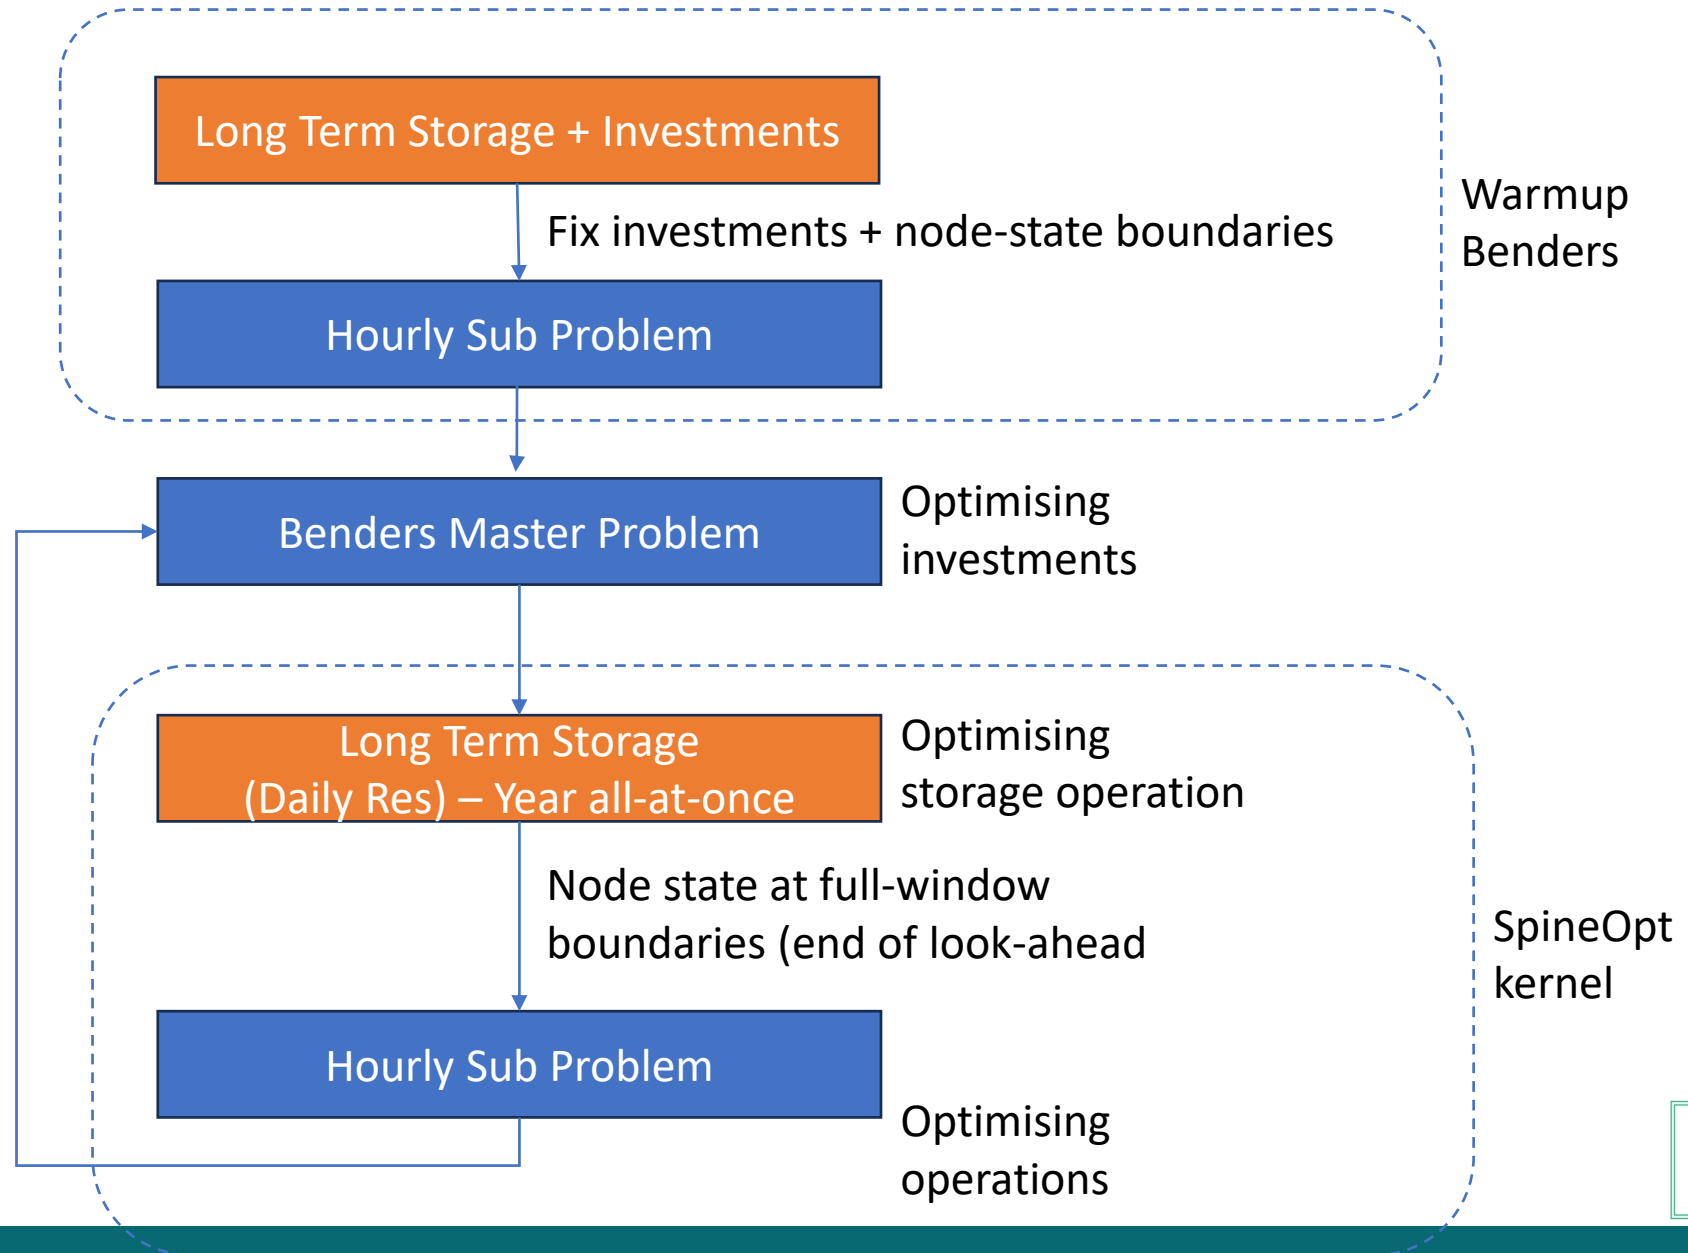 Long Term Storage + Investments
Fix investments + node-state boundaries
Warmup
Benders
Hourly Sub Problem
Benders Master Problem
Optimising
investments
Long Term Storage
(Daily Res) – Year all-at-once
Optimising
storage operation
Node state at full-window
boundaries (end of look-ahead
SpineOpt
kernel
Hourly Sub Problem
Optimising
operations